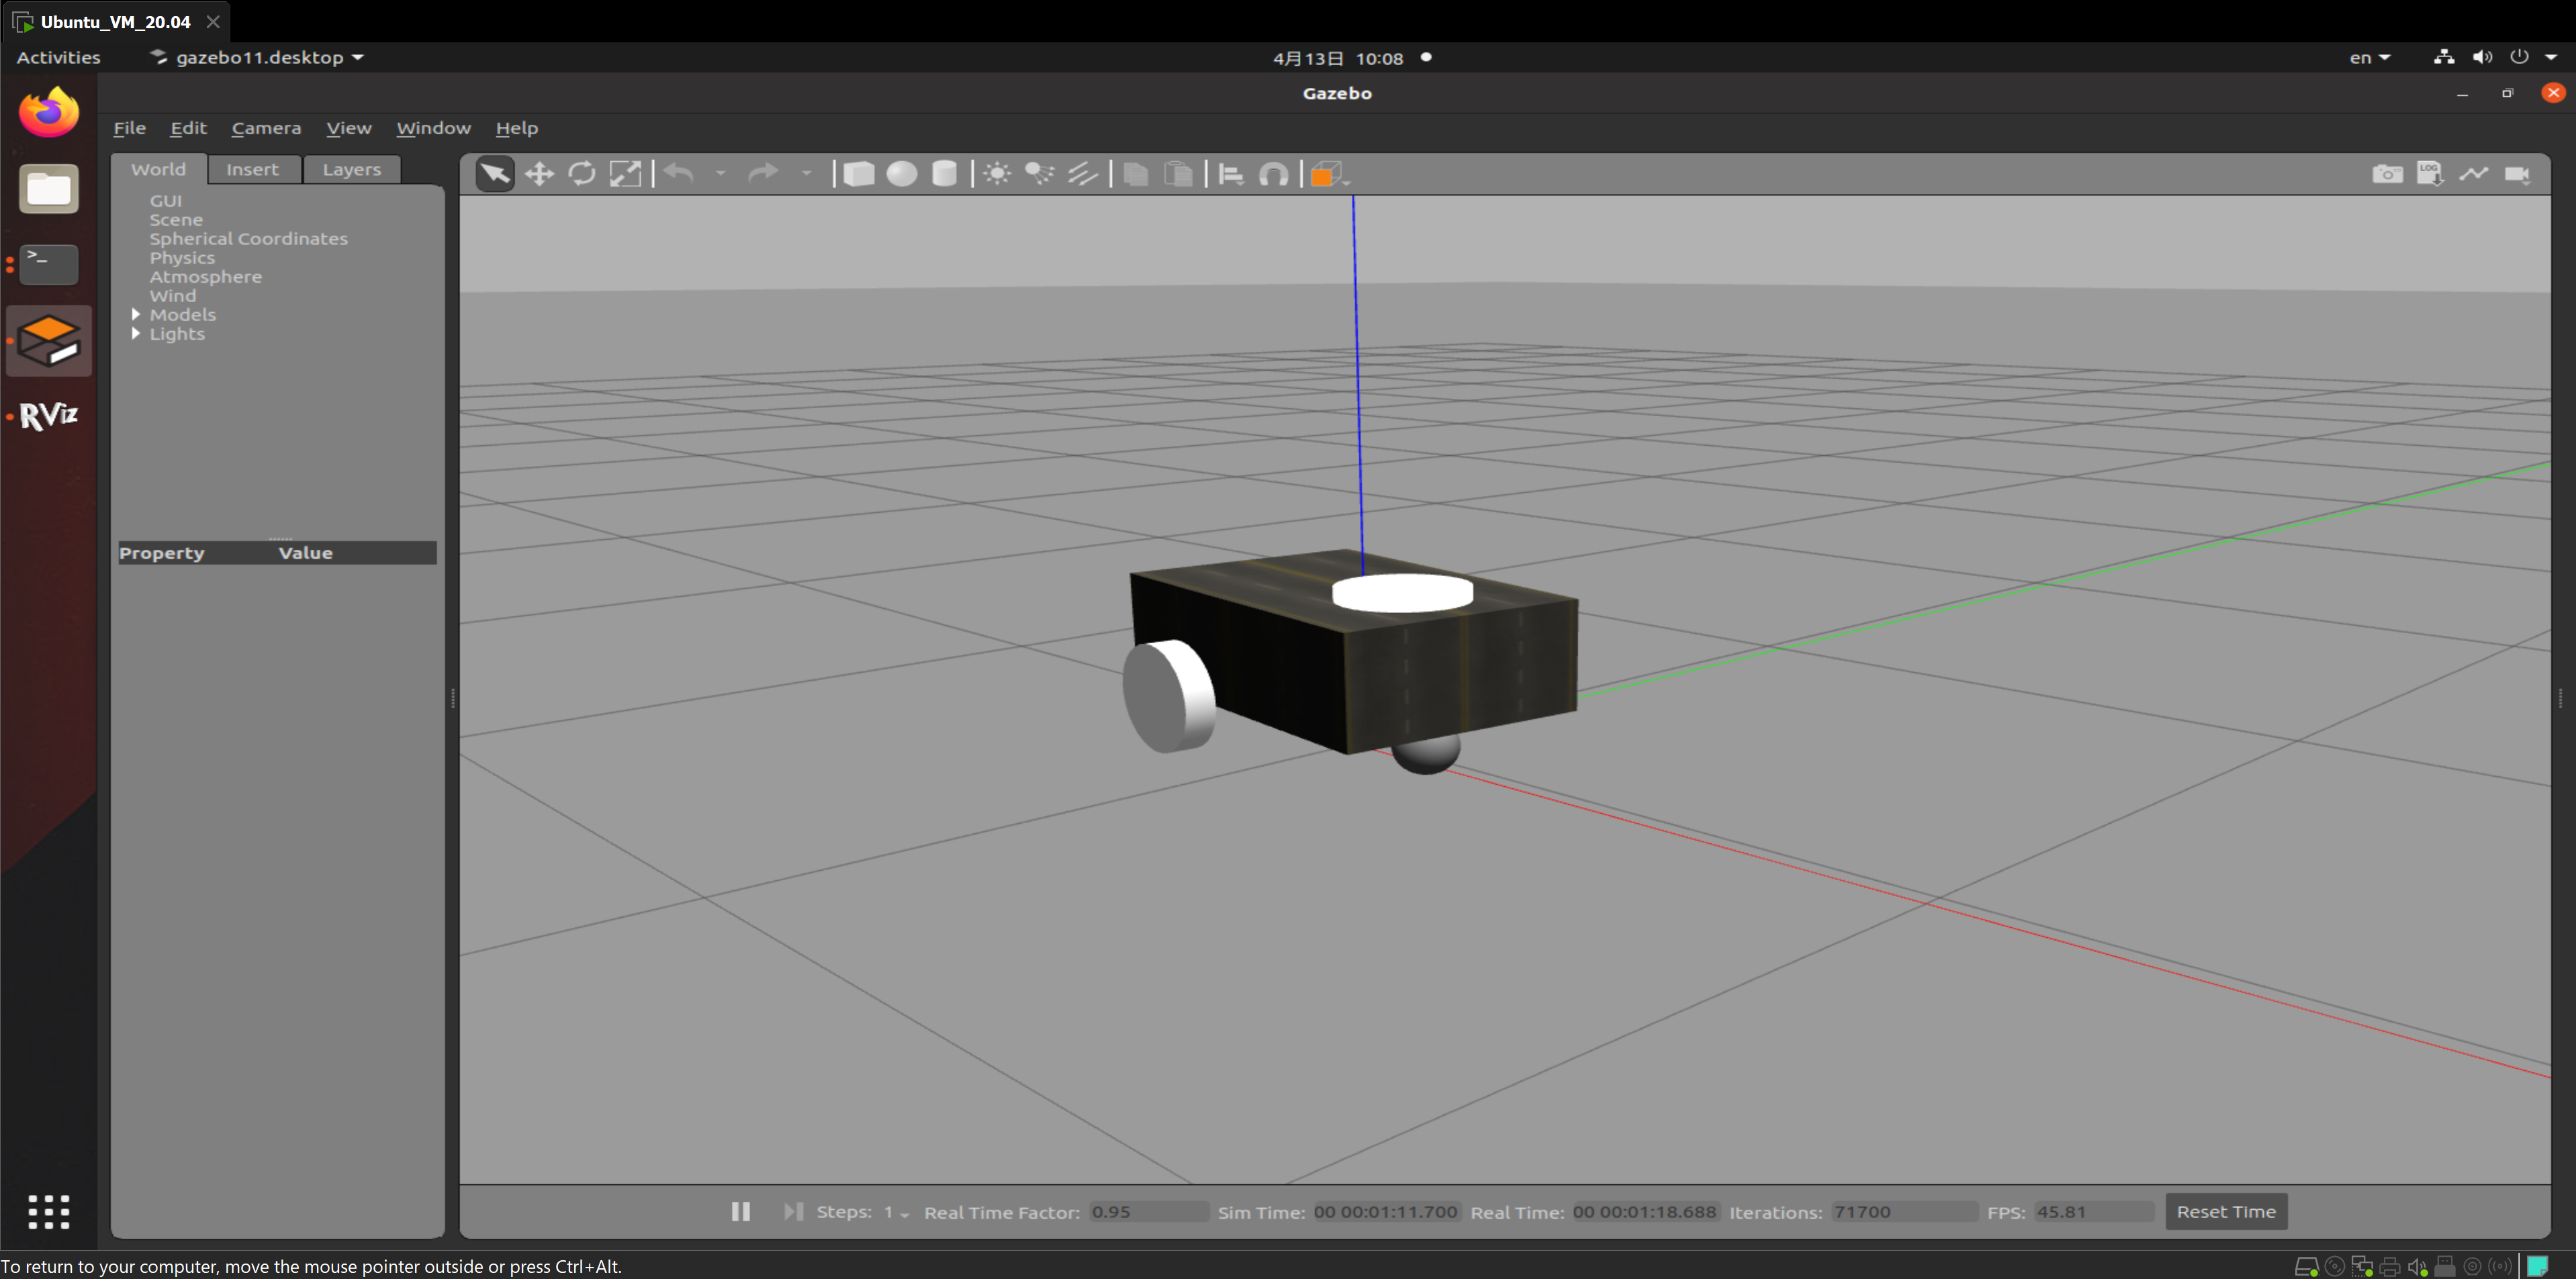 Ubuntu_VM_20.04
Activities gazebo11.desktop 4月13日 10:08 en
Gazebo
File Edit Camera View Window Help
World Insert Layers
LOG
GUI
Scene
Spherical Coordinates
Physics
Atmosphere
Wind
Models
Lights
RViz
Property Value
Steps: 1 Real Time Factor: 0.95 Sim Time: 00 00:01:11.700 Real Time: 00 00:01:18.688 Iterations: 71700 FPS: 45.81 Reset Time
To return to your computer, move the mouse pointer outside or press Ctrl+Alt.